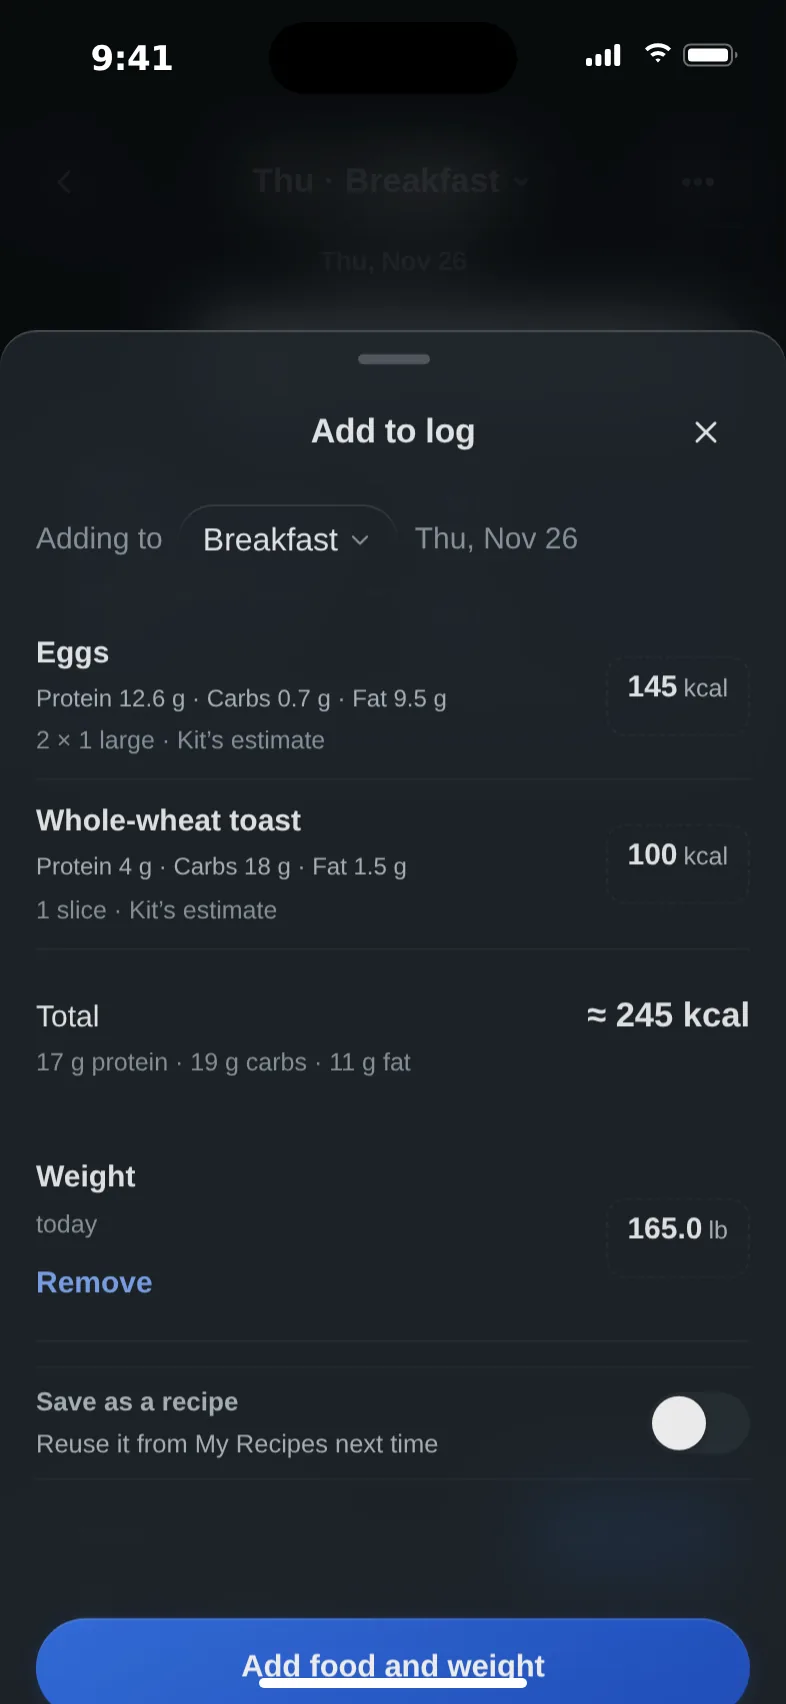 9:41
Thu · Breakfast
Thu, Nov 26
Add to log
Adding to Breakfast Thu, Nov 26
Eggs
Protein 12.6 g · Carbs 0.7 g · Fat 9.5 g
145 kcal
2 × 1 large · Kit’s estimate
Whole-wheat toast
Protein 4 g · Carbs 18 g · Fat 1.5 g
100 kcal
1 slice · Kit’s estimate
Total ≈ 245 kcal
17 g protein · 19 g carbs · 11 g fat
Weight
today
165.0 lb
Remove
Save as a recipe
Reuse it from My Recipes next time
Add food and weight